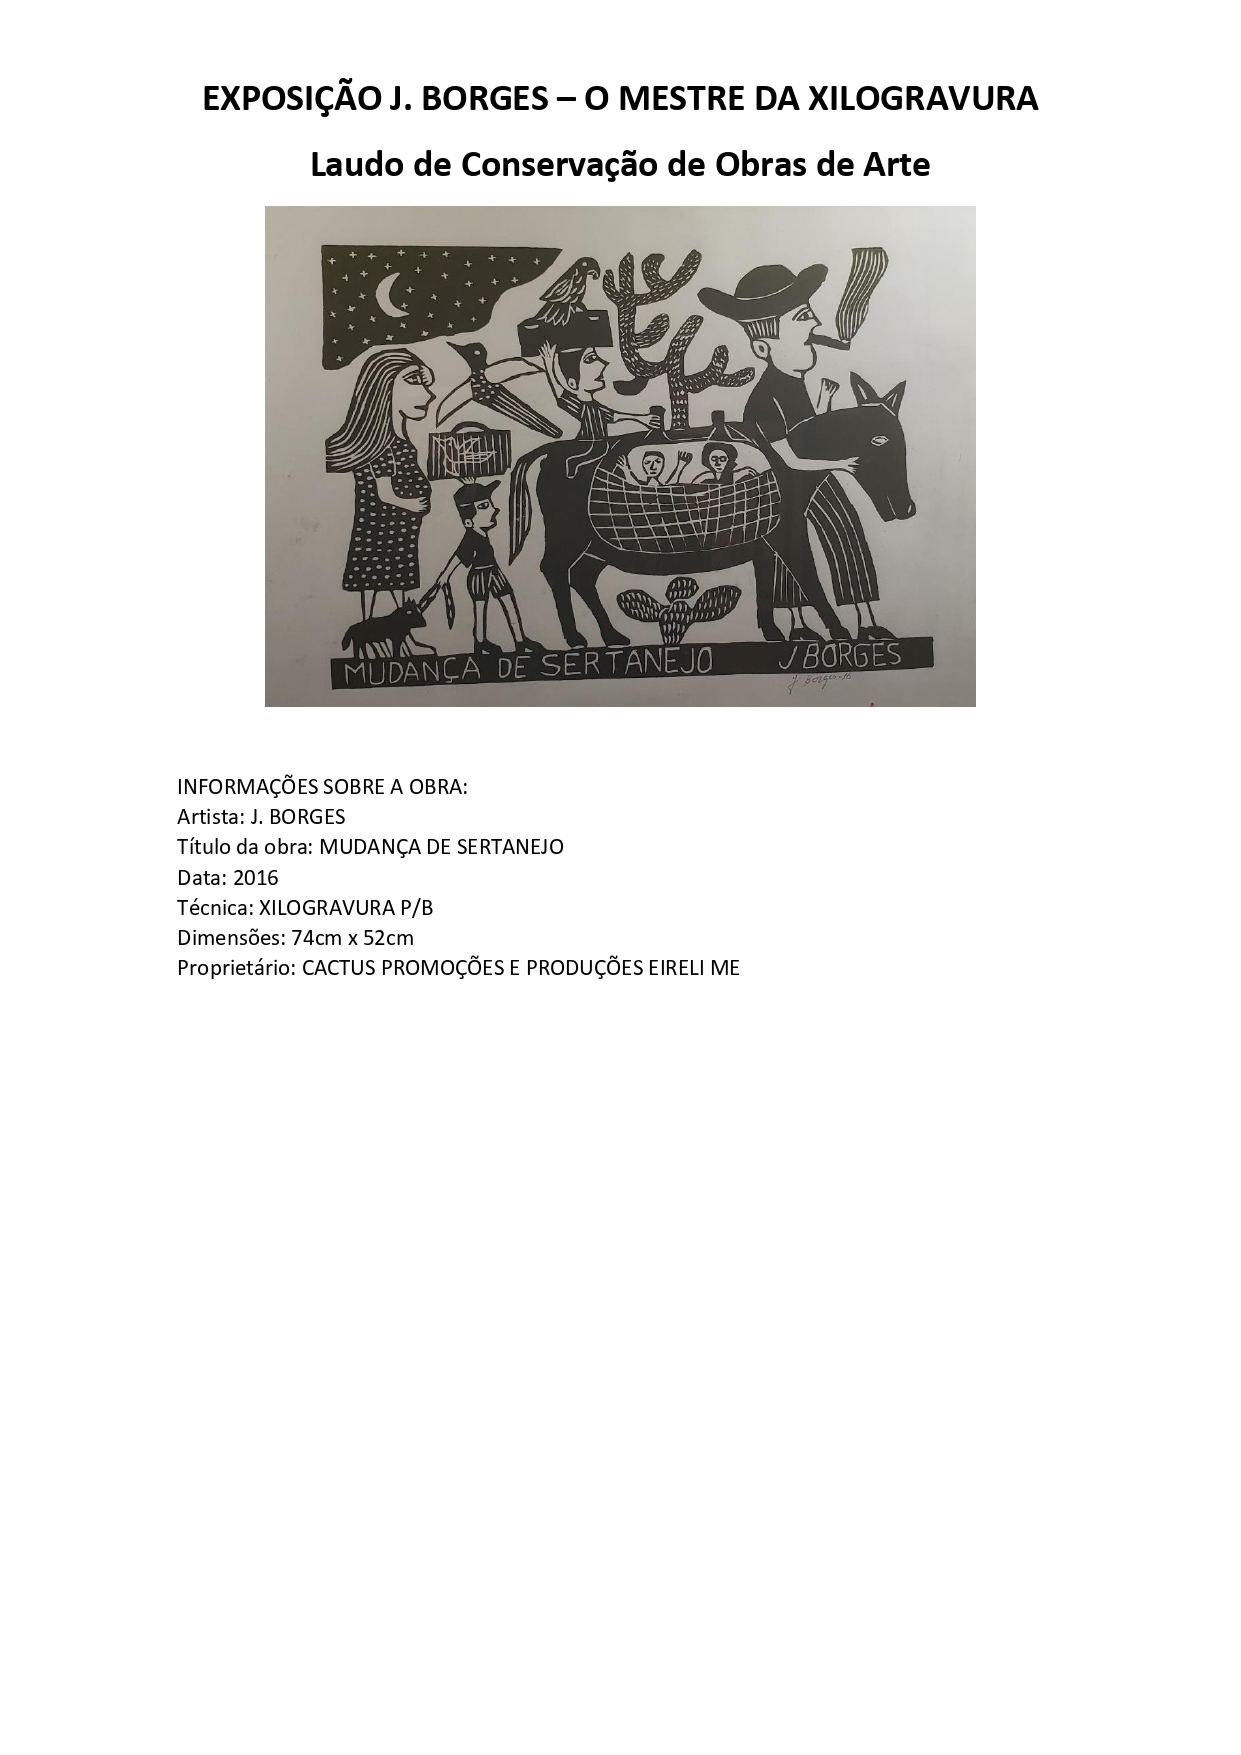 EXPOSIÇÃO J. BORGES – O MESTRE DA XILOGRAVURA
Laudo de Conservação de Obras de Arte
MUDANÇA DE SERTANEJO J BORGES
J Borges-16
INFORMAÇÕES SOBRE A OBRA:
Artista: J. BORGES
Título da obra: MUDANÇA DE SERTANEJO
Data: 2016
Técnica: XILOGRAVURA P/B
Dimensões: 74cm x 52cm
Proprietário: CACTUS PROMOÇÕES E PRODUÇÕES EIRELI ME